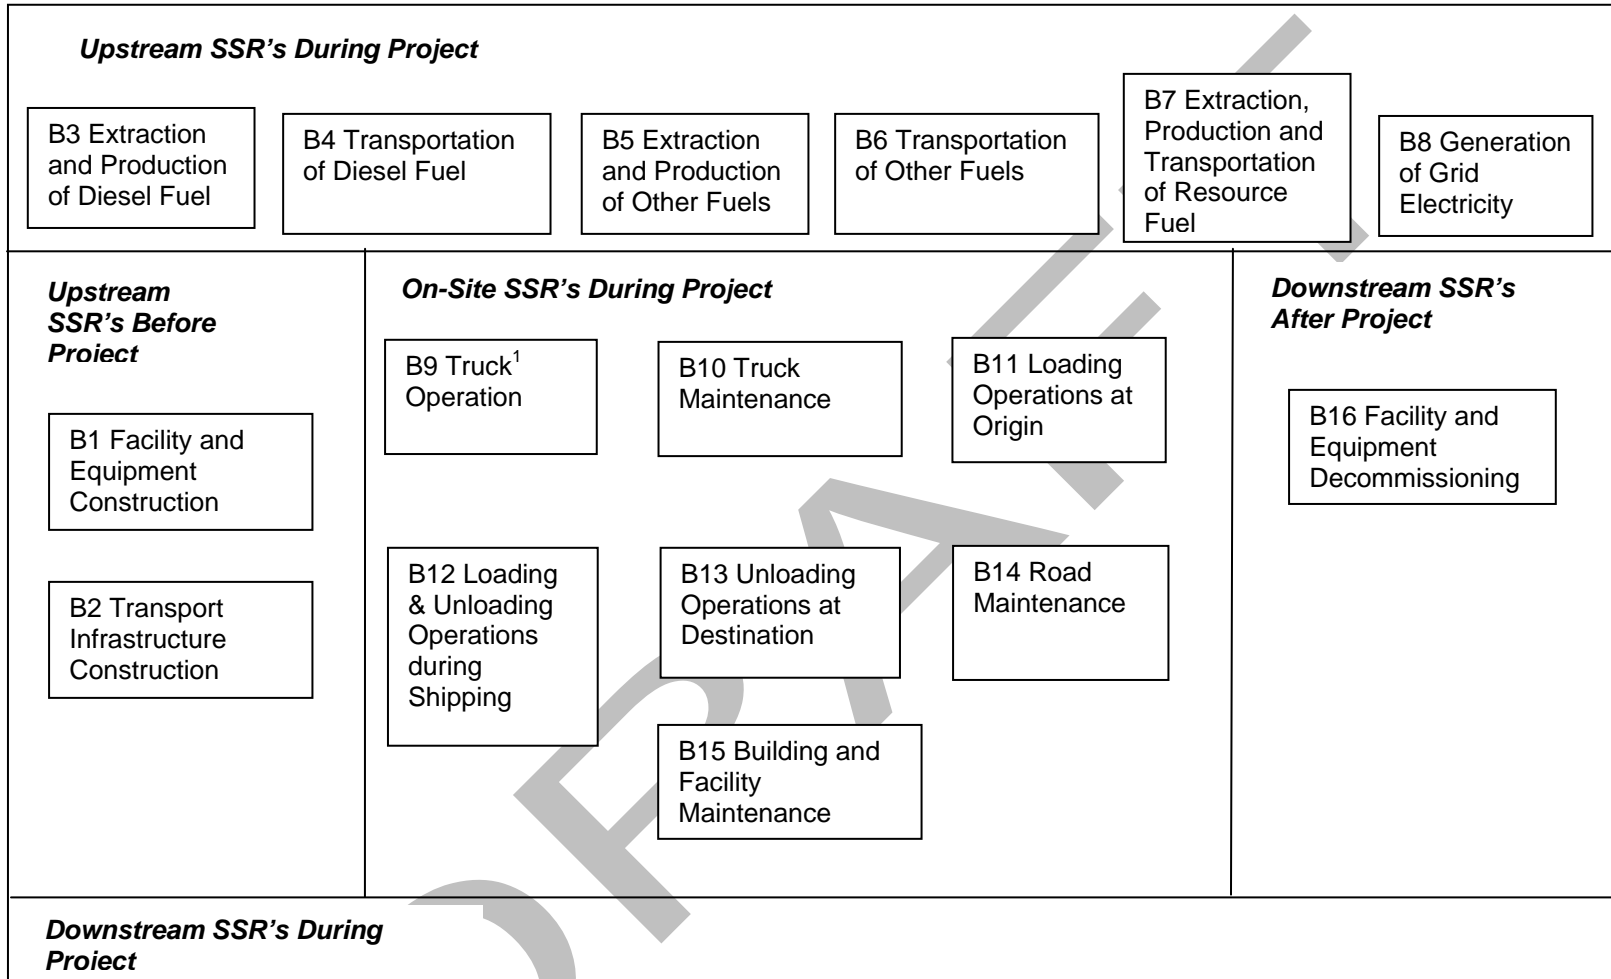 Upstream SSR's During Project
B3 Extraction
and Production
of Diesel Fuel
B4 Transportation
of Diesel Fuel
B5 Extraction
and Production
of Other Fuels
B6 Transportation
of Other Fuels
B7 Extraction,
Production and
Transportation
of Resource
Fuel
B8 Generation
of Grid
Electricity
Upstream
SSR's Before
Project
B1 Facility and
Equipment
Construction
B2 Transport
Infrastructure
Construction
On-Site SSR's During Project
B9 Truck¹
Operation
B10 Truck
Maintenance
B11 Loading
Operations at
Origin
B12 Loading
& Unloading
Operations
during
Shipping
B13 Unloading
Operations at
Destination
B14 Road
Maintenance
B15 Building and
Facility
Maintenance
Downstream SSR's
After Project
B16 Facility and
Equipment
Decommissioning
Downstream SSR's During
Project
DRAFT